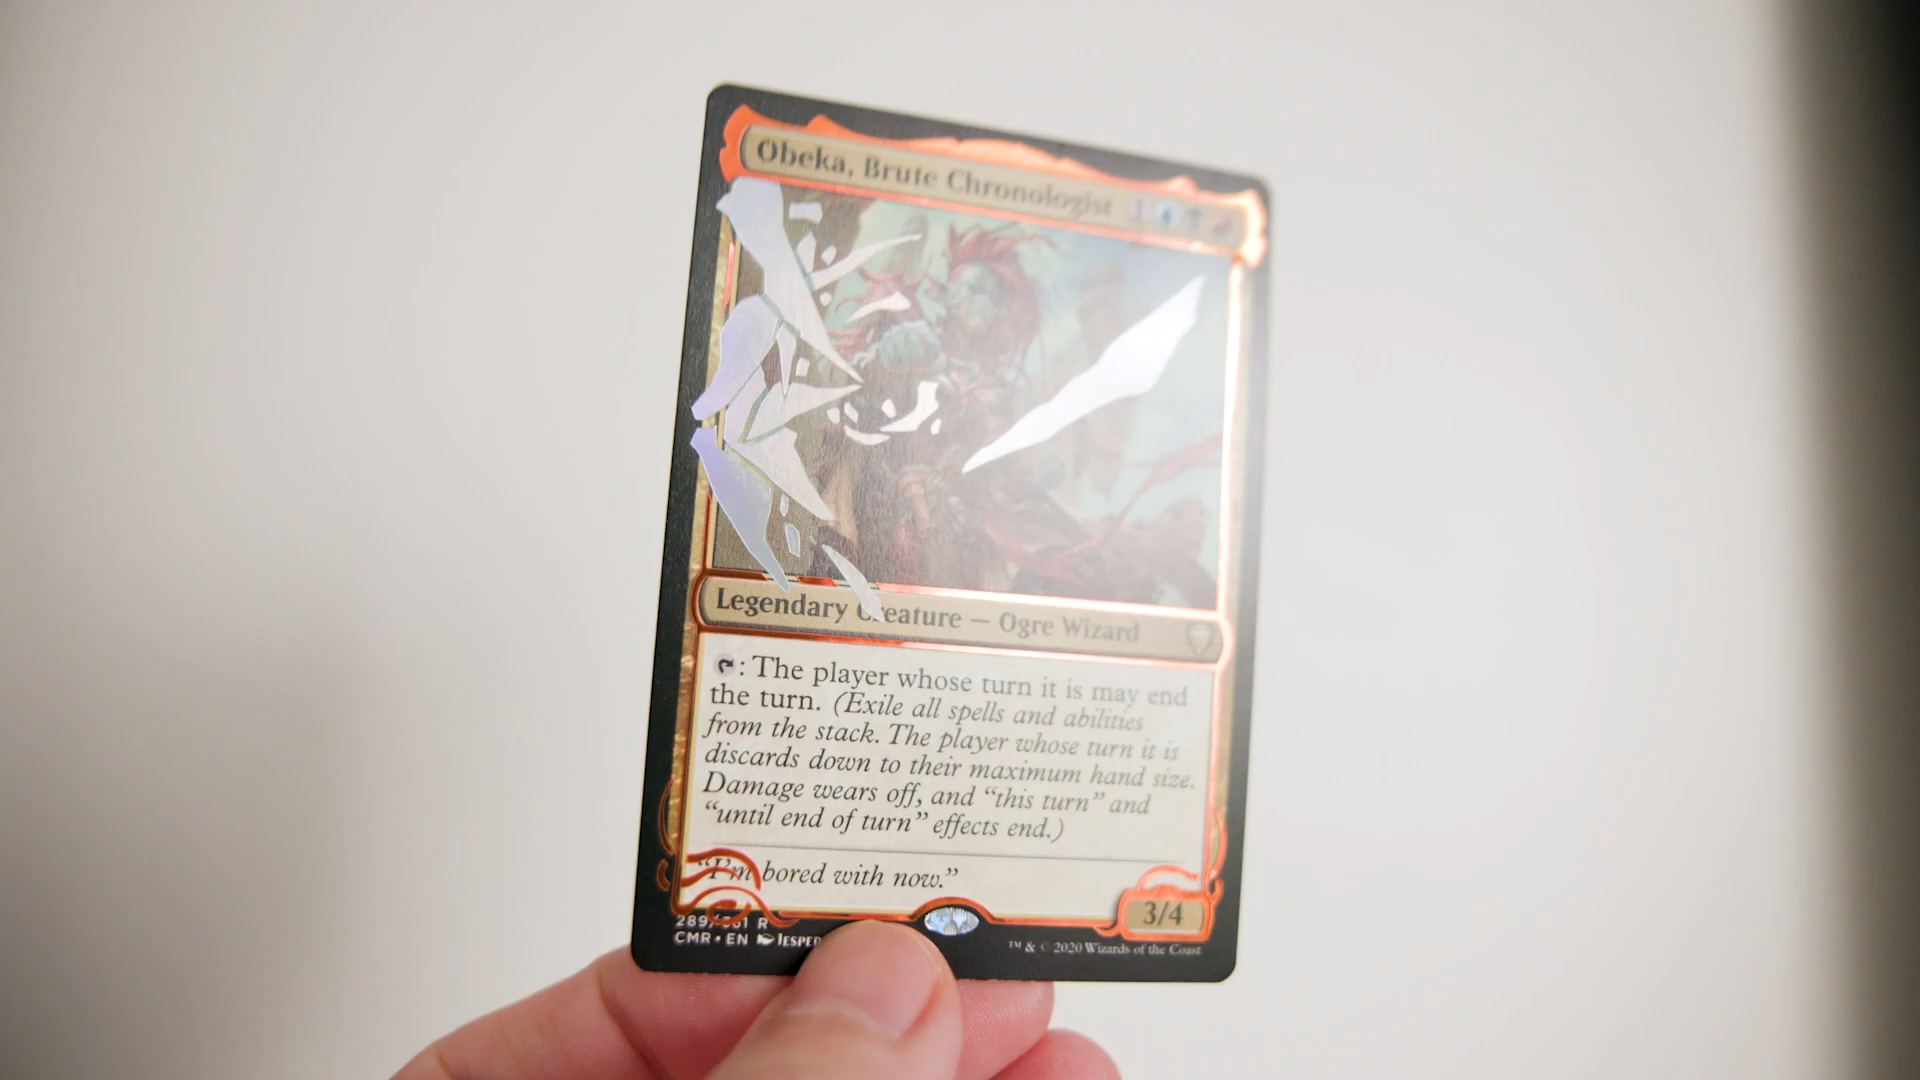 Obeka, Brute Chronologist 1
Legendary Creature — Ogre Wizard
: The player whose turn it is may end
the turn. (Exile all spells and abilities
from the stack. The player whose turn it is
discards down to their maximum hand size.
Damage wears off, and “this turn” and
“until end of turn” effects end.)
“I’m bored with now.”
3/4
R
CMR • EN JESPER
™ & © 2020 Wizards of the Coast